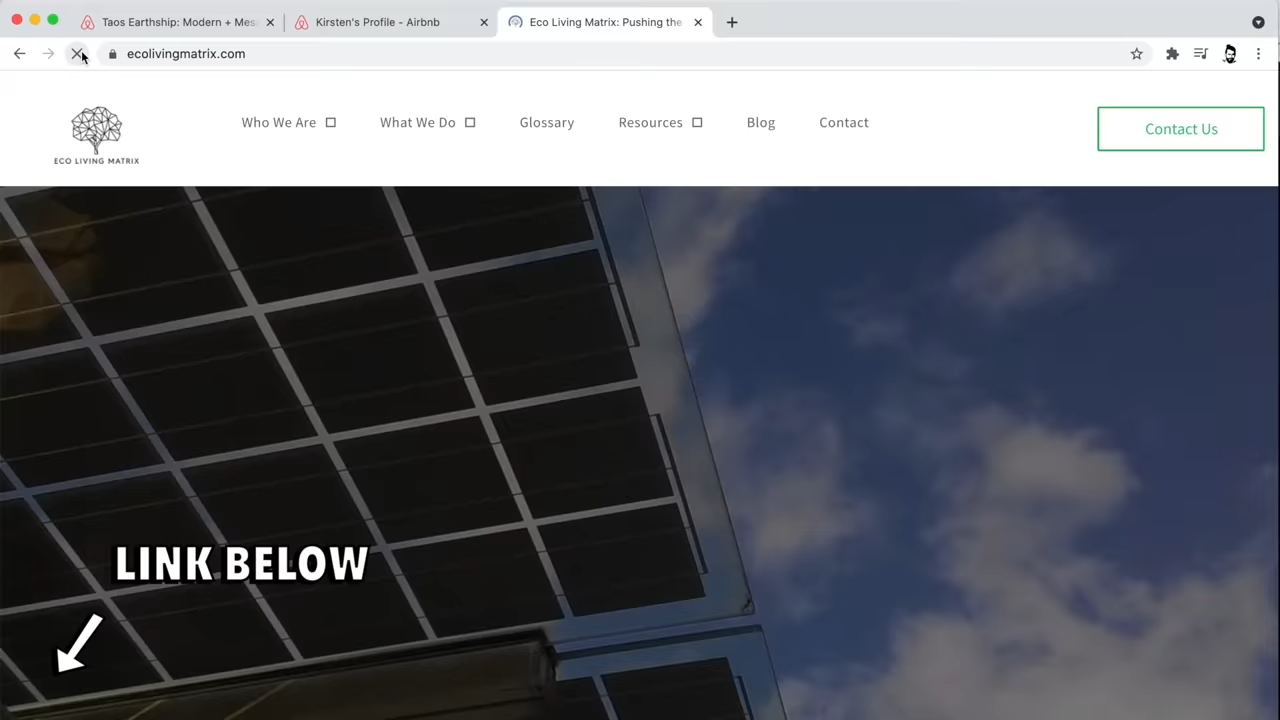 Taos Earthship: Modern + Mes
Kirsten's Profile - Airbnb
Eco Living Matrix: Pushing the
ecolivingmatrix.com
ECO LIVING MATRIX
Who We Are
What We Do
Glossary
Resources
Blog
Contact
Contact Us
LINK BELOW